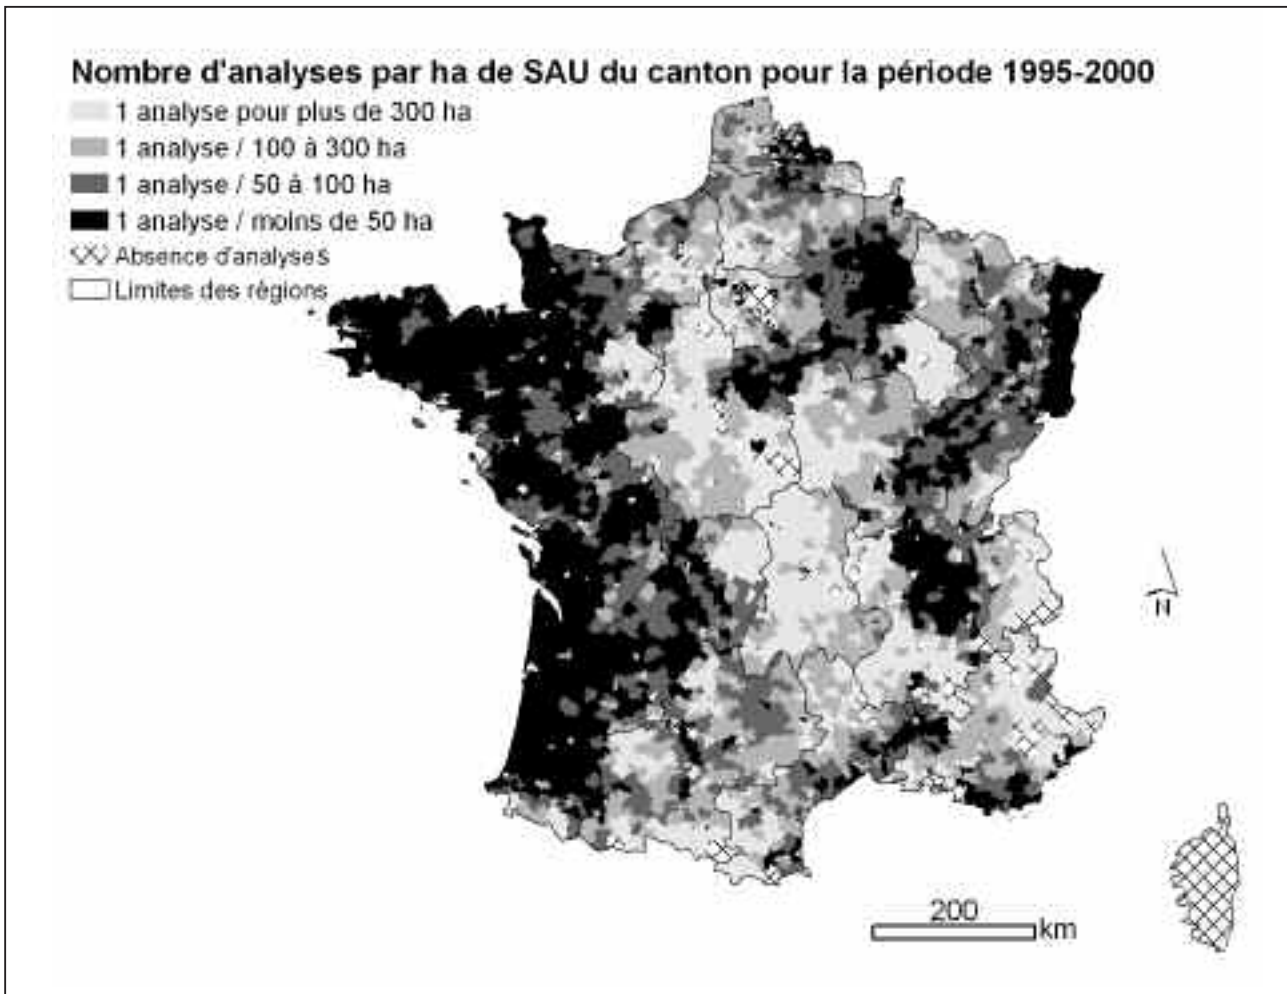 Nombre d'analyses par ha de SAU du canton pour la période 1995-2000
1 analyse pour plus de 300 ha
1 analyse / 100 à 300 ha
1 analyse / 50 à 100 ha
1 analyse / moins de 50 ha
Absence d'analyses
Limites des régions
N
200
km